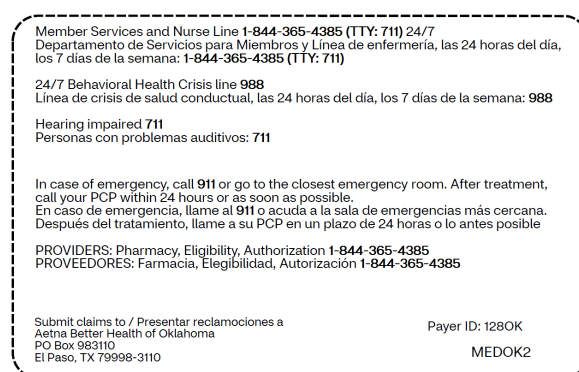 Member Services and Nurse Line 1-844-365-4385 (TTY: 711) 24/7
Departamento de Servicios para Miembros y Línea de enfermería, las 24 horas del día,
los 7 días de la semana: 1-844-365-4385 (TTY: 711)
24/7 Behavioral Health Crisis line 988
Línea de crisis de salud conductual, las 24 horas del día, los 7 días de la semana: 988
Hearing impaired 711
Personas con problemas auditivos: 711
In case of emergency, call 911 or go to the closest emergency room. After treatment,
call your PCP within 24 hours or as soon as possible.
En caso de emergencia, llame al 911 o acuda a la sala de emergencias más cercana.
Después del tratamiento, llame a su PCP en un plazo de 24 horas o lo antes posible
PROVIDERS: Pharmacy, Eligibility, Authorization 1-844-365-4385
PROVEEDORES: Farmacia, Elegibilidad, Autorización 1-844-365-4385
Submit claims to / Presentar reclamociones a
Aetna Better Health of Oklahoma
PO Box 983110
El Paso, TX 79998-3110
Payer ID: 128OK
MEDOK2